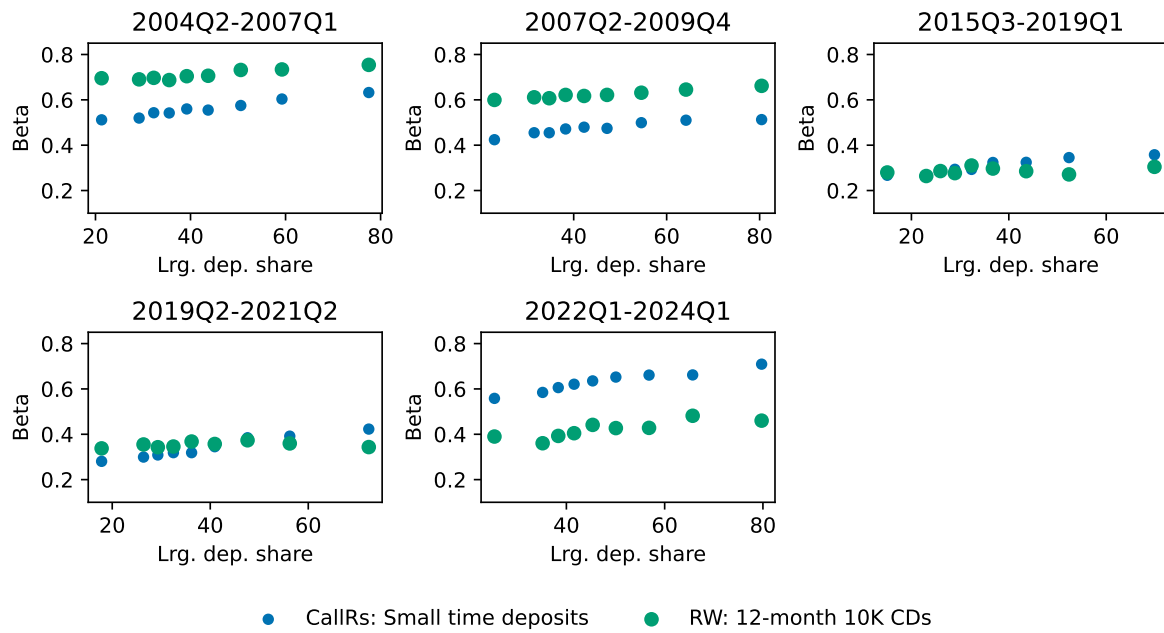 2004Q2-2007Q1
2007Q2-2009Q4
2015Q3-2019Q1
Beta
0.8
0.6
0.4
0.2
20 40 60 80
Lrg. dep. share
Beta
0.8
0.6
0.4
0.2
40 60 80
Lrg. dep. share
Beta
0.8
0.6
0.4
0.2
20 40 60
Lrg. dep. share
2019Q2-2021Q2
2022Q1-2024Q1
Beta
0.8
0.6
0.4
0.2
20 40 60
Lrg. dep. share
Beta
0.8
0.6
0.4
0.2
40 60 80
Lrg. dep. share
CallRs: Small time deposits
RW: 12-month 10K CDs